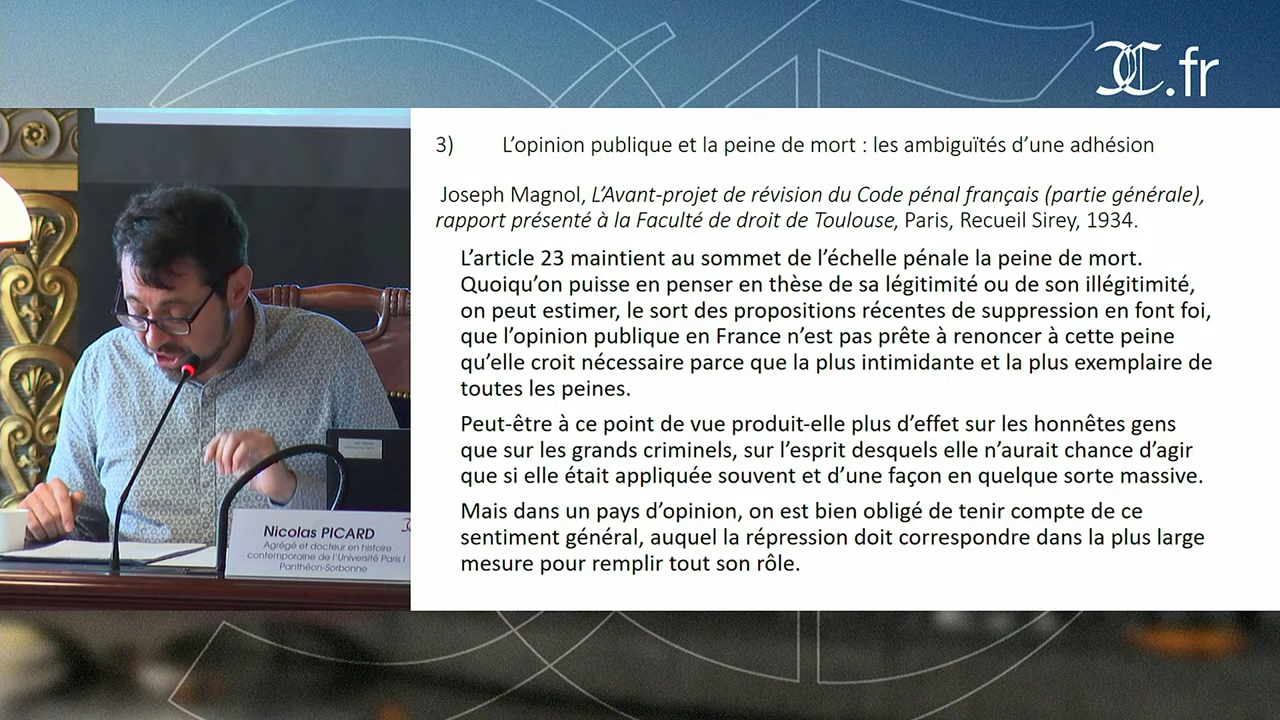 CC.fr
3) L’opinion publique et la peine de mort : les ambiguïtés d’une adhésion
Joseph Magnol, L’Avant-projet de révision du Code pénal français (partie générale),
rapport présenté à la Faculté de droit de Toulouse, Paris, Recueil Sirey, 1934.
L’article 23 maintient au sommet de l’échelle pénale la peine de mort.
Quoiqu’on puisse en penser en thèse de sa légitimité ou de son illégitimité,
on peut estimer, le sort des propositions récentes de suppression en font foi,
que l’opinion publique en France n’est pas prête à renoncer à cette peine
qu’elle croit nécessaire parce que la plus intimidante et la plus exemplaire de
toutes les peines.
Peut-être à ce point de vue produit-elle plus d’effet sur les honnêtes gens
que sur les grands criminels, sur l’esprit desquels elle n’aurait chance d’agir
que si elle était appliquée souvent et d’une façon en quelque sorte massive.
Mais dans un pays d’opinion, on est bien obligé de tenir compte de ce
sentiment général, auquel la répression doit correspondre dans la plus large
mesure pour remplir tout son rôle.
Nicolas PICARD
Agrégé et docteur en histoire
contemporaine de l’Université Paris I
Panthéon-Sorbonne